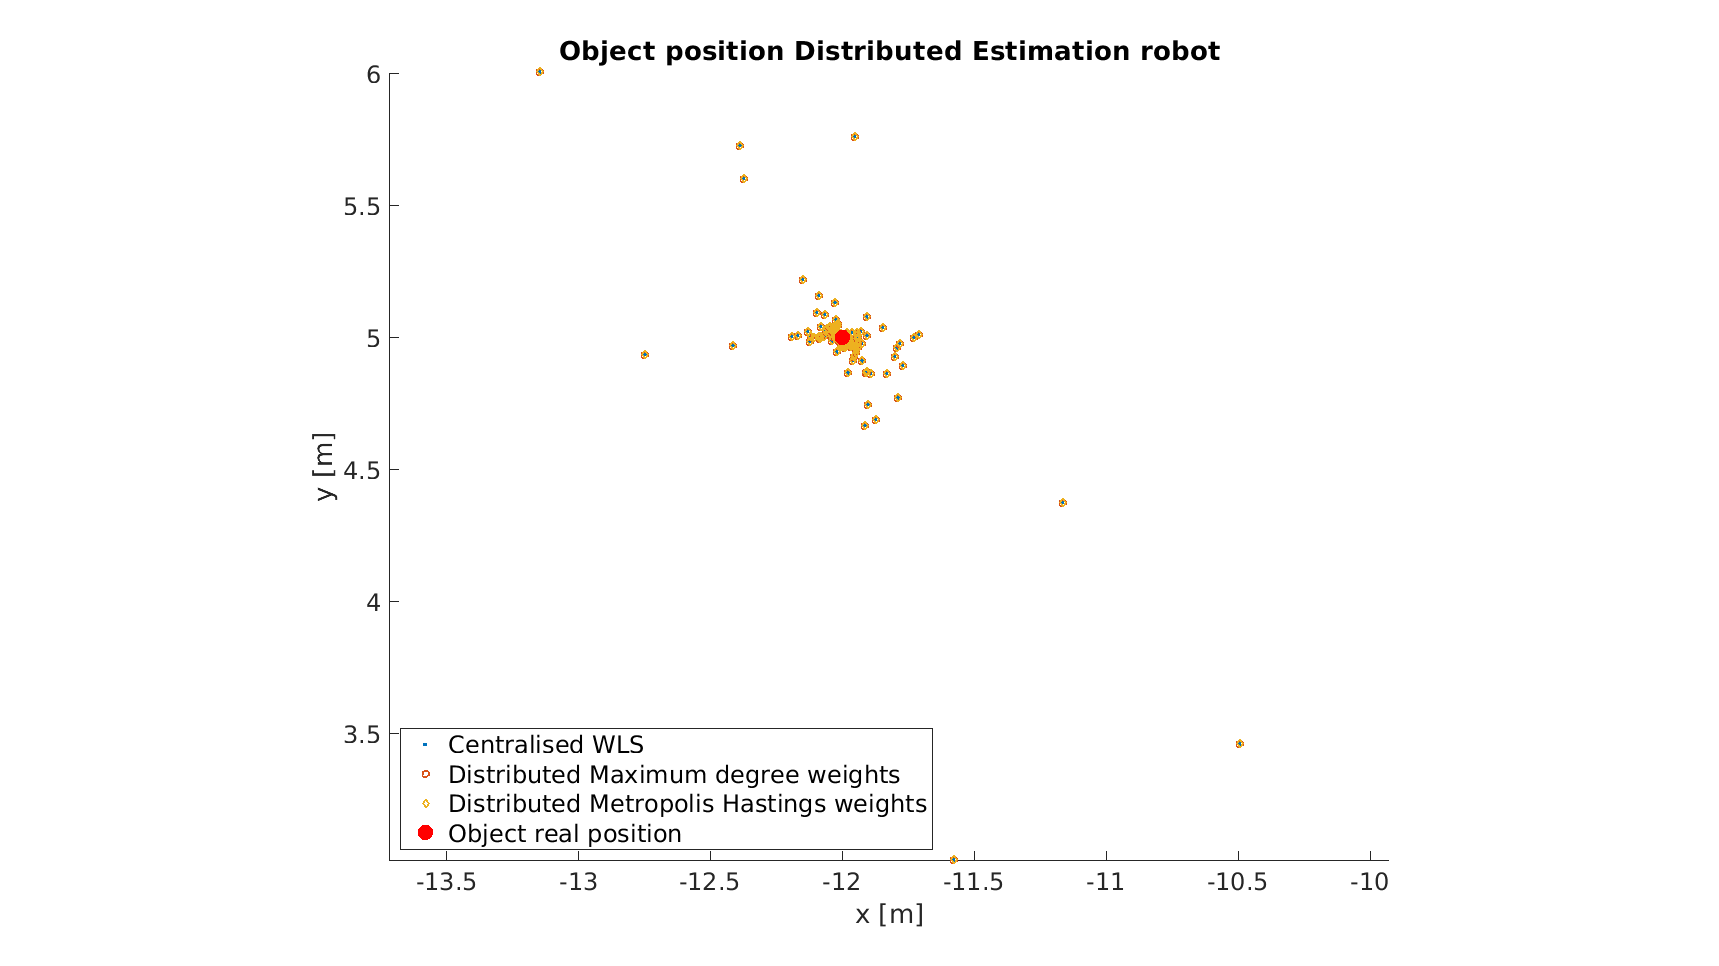 Object position Distributed Estimation robot
6
5.5
5
4.5
4
3.5
y [m]
Centralised WLS
Distributed Maximum degree weights
Distributed Metropolis Hastings weights
Object real position
-13.5 -13 -12.5 -12 -11.5 -11 -10.5 -10
x [m]